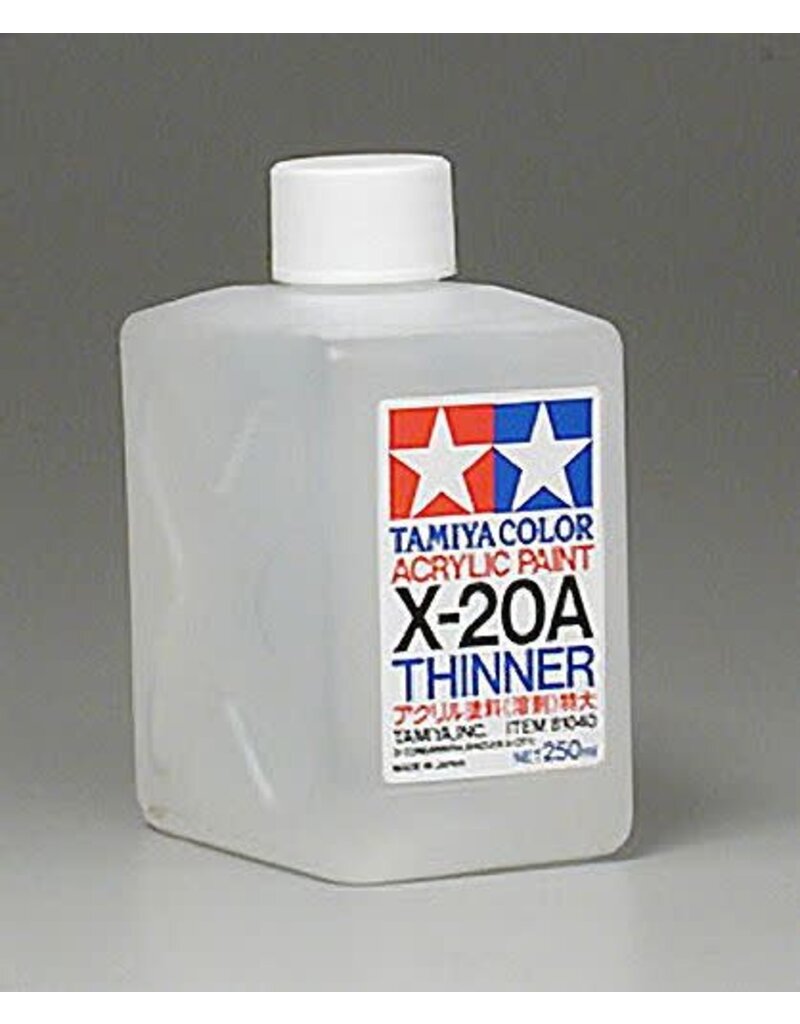 TAMIYA COLOR
ACRYLIC PAINT
X-20A
THINNER
アクリル塗料(溶剤)特大
TAMIYA, INC. ITEM 81040
MADE IN JAPAN NET 250ml